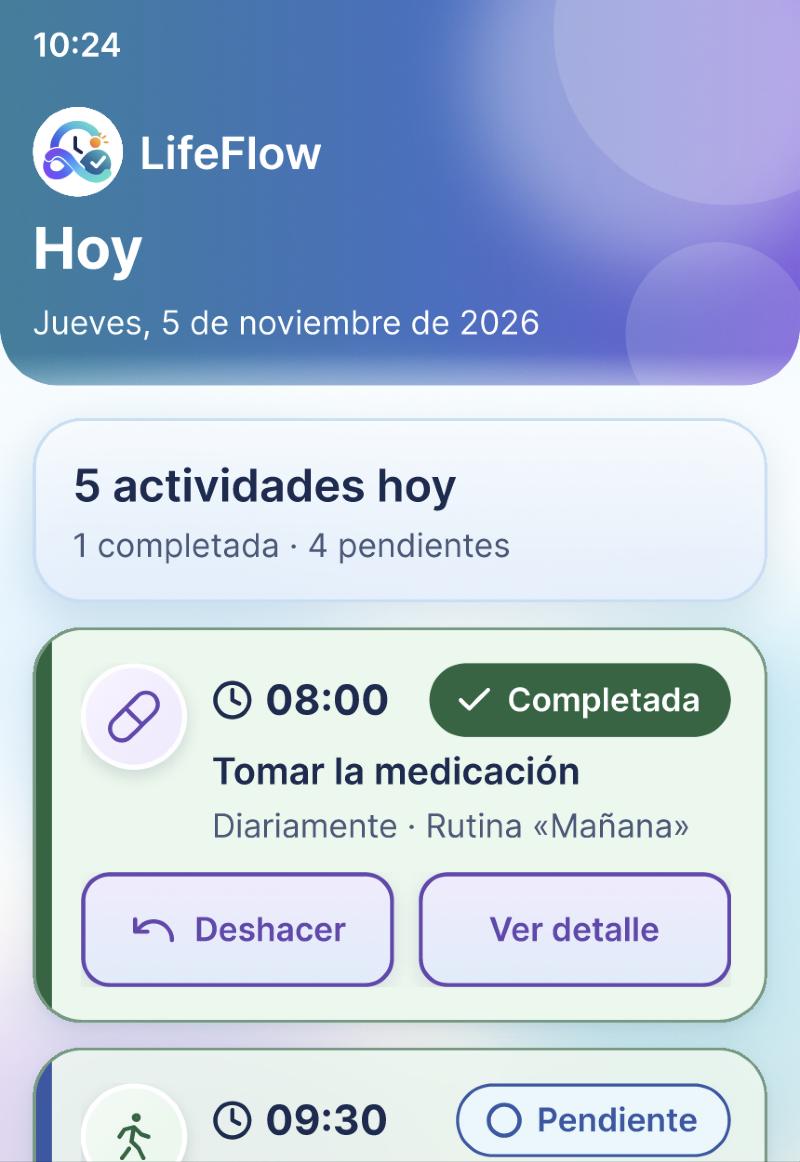 10:24
LifeFlow
Hoy
Jueves, 5 de noviembre de 2026
5 actividades hoy
1 completada · 4 pendientes
08:00 Completada
Tomar la medicación
Diariamente · Rutina «Mañana»
Deshacer Ver detalle
09:30 Pendiente